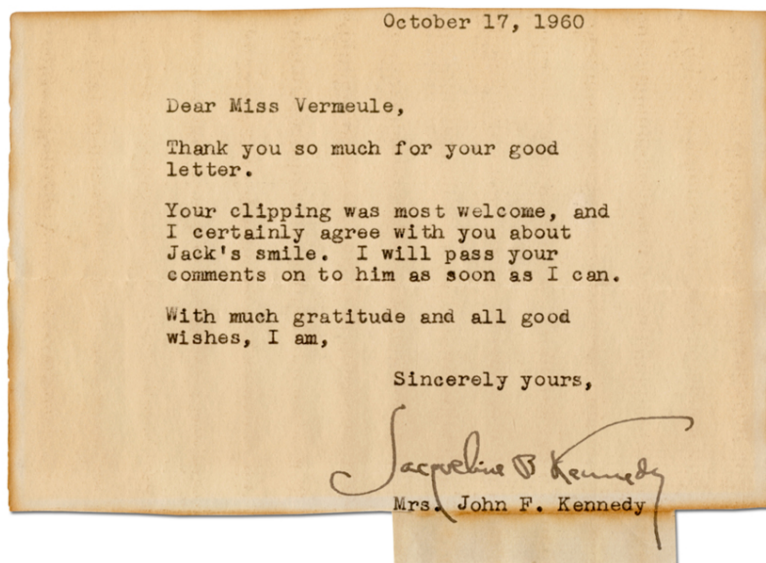 October 17, 1960
Dear Miss Vermeule,
Thank you so much for your good
letter.
Your clipping was most welcome, and
I certainly agree with you about
Jack's smile.  I will pass your
comments on to him as soon as I can.
With much gratitude and all good
wishes, I am,
Sincerely yours,
Jacqueline B Kennedy
Mrs. John F. Kennedy